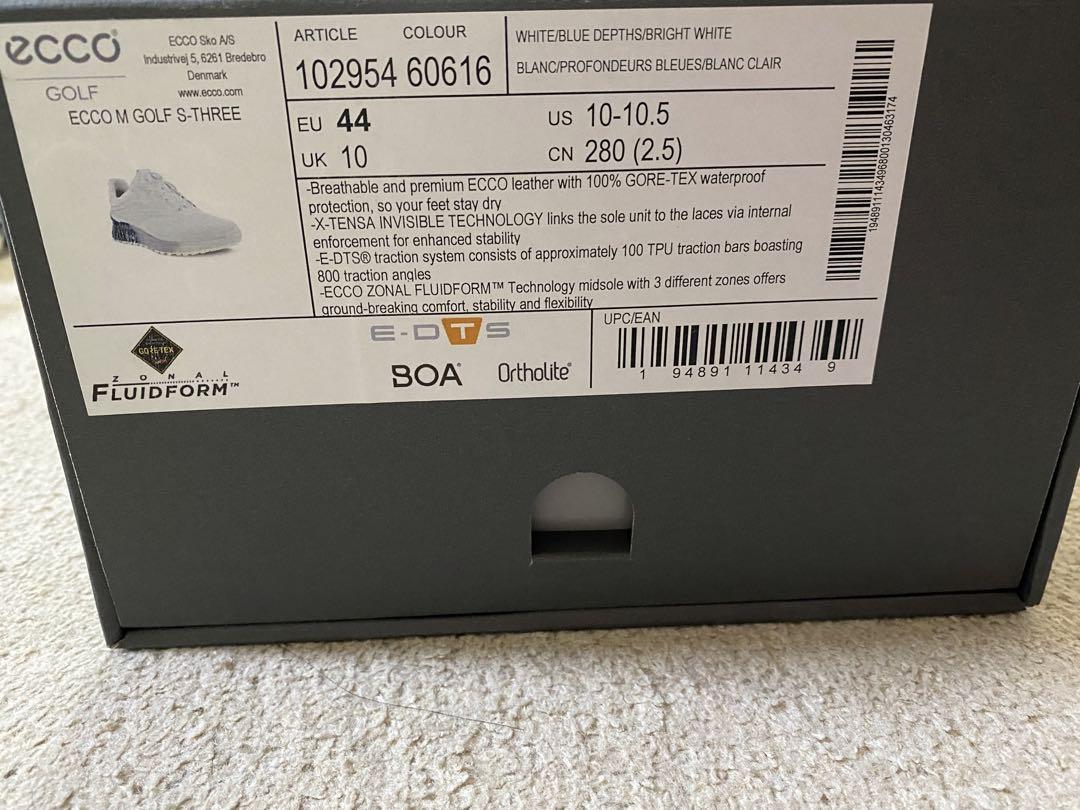 ecco
GOLF
ECCO Sko A/S
Industrivej 5, 6261 Bredebro
Denmark
www.ecco.com
ECCO M GOLF S-THREE
ARTICLE COLOUR
102954 60616
WHITE/BLUE DEPTHS/BRIGHT WHITE
BLANC/PROFONDEURS BLEUES/BLANC CLAIR
EU 44 US 10-10.5
UK 10 CN 280 (2.5)
-Breathable and premium ECCO leather with 100% GORE-TEX waterproof
protection, so your feet stay dry
-X-TENSA INVISIBLE TECHNOLOGY links the sole unit to the laces via internal
enforcement for enhanced stability
-E-DTS® traction system consists of approximately 100 TPU traction bars boasting
800 traction angles
-ECCO ZONAL FLUIDFORM™ Technology midsole with 3 different zones offers
ground-breaking comfort, stability and flexibility
1948911143496800130463174
GORE-TEX
ZONAL
FLUIDFORM™
E-DTS
BOA®
Ortholite®
UPC/EAN
1 94891 11434 9